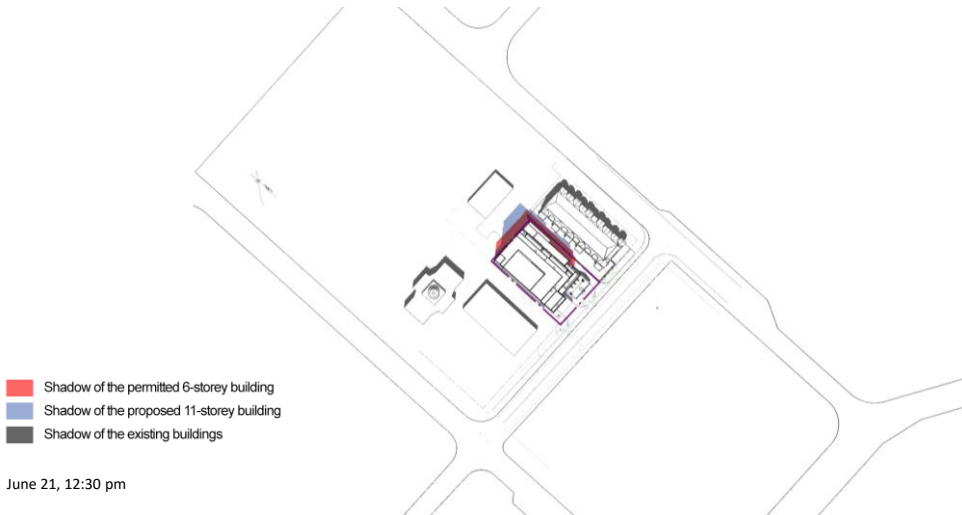 Shadow of the permitted 6-storey building
Shadow of the proposed 11-storey building
Shadow of the existing buildings
June 21, 12:30 pm